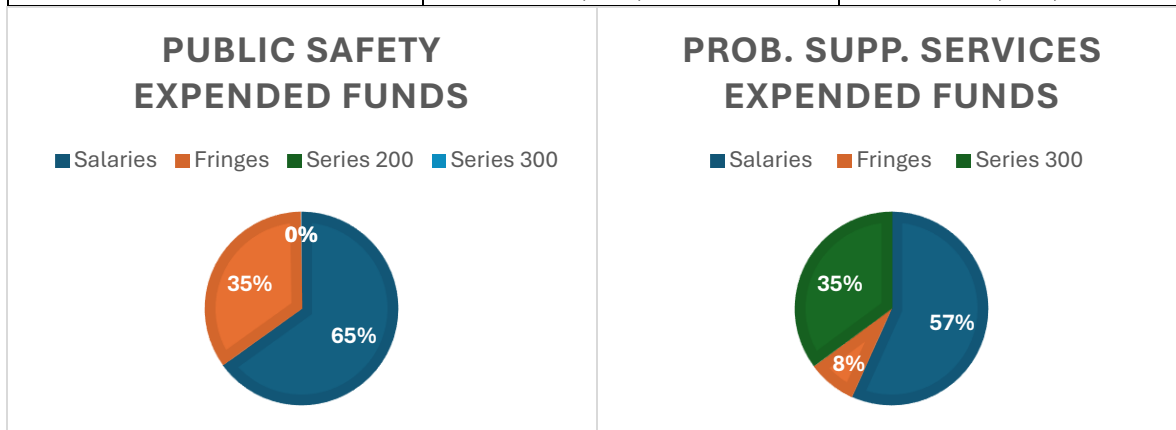 PUBLIC SAFETY
EXPENDED FUNDS
Salaries Fringes Series 200 Series 300
0%
35%
65%
PROB. SUPP. SERVICES
EXPENDED FUNDS
Salaries Fringes Series 300
35%
57%
8%